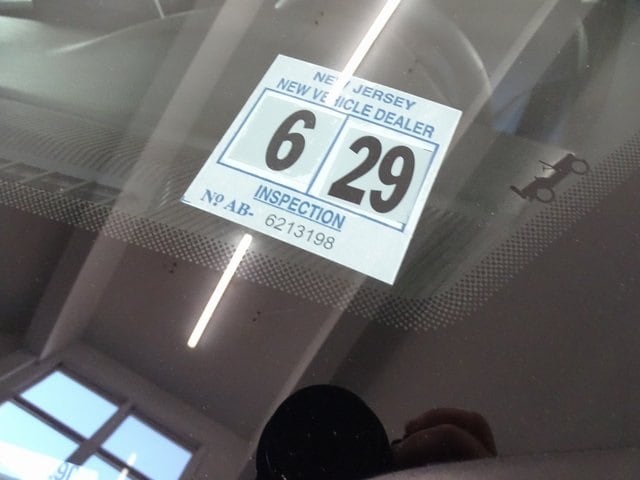 NEW JERSEY
NEW VEHICLE DEALER
6 29
INSPECTION
Nº AB- 6213198